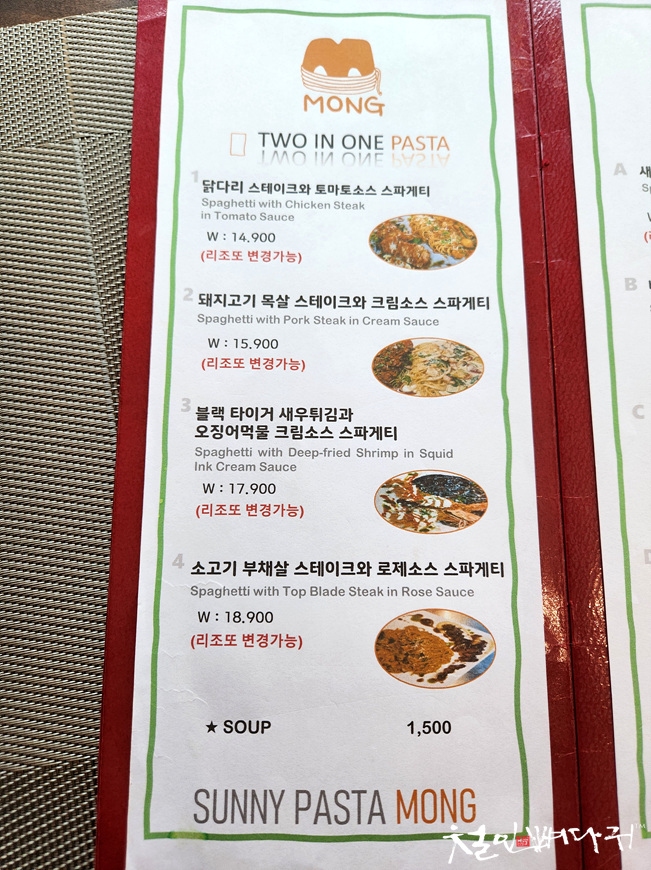 MONG
TWO IN ONE PASTA
1
닭다리 스테이크와 토마토소스 스파게티
Spaghetti with Chicken Steak
in Tomato Sauce
W : 14.900
(리조또 변경가능)
2
돼지고기 목살 스테이크와 크림소스 스파게티
Spaghetti with Pork Steak in Cream Sauce
W : 15.900
(리조또 변경가능)
3
블랙 타이거 새우튀김과
오징어먹물 크림소스 스파게티
Spaghetti with Deep-fried Shrimp in Squid
Ink Cream Sauce
W : 17.900
(리조또 변경가능)
4
소고기 부채살 스테이크와 로제소스 스파게티
Spaghetti with Top Blade Steak in Rose Sauce
W : 18.900
(리조또 변경가능)
★ SOUP 1,500
SUNNY PASTA MONG
A
B
C
철인뼈다귀